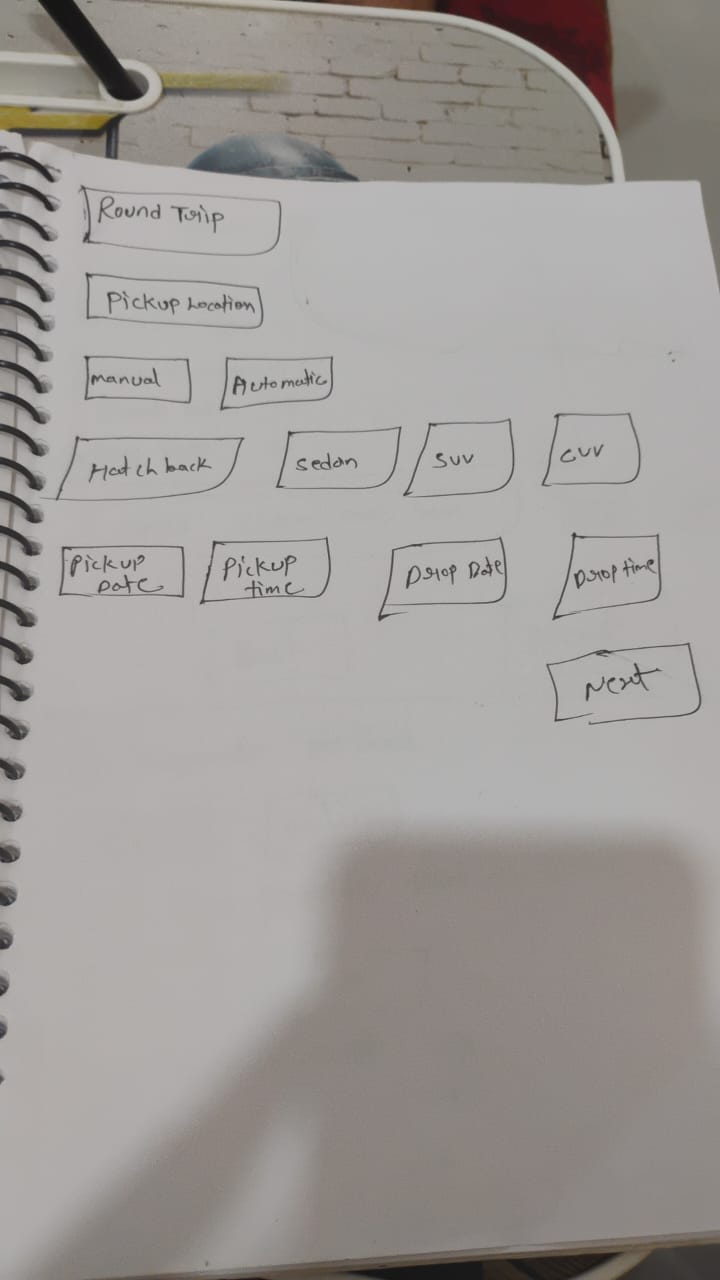 Round Trip
Pickup Location
manual Automatic
Hatch back sedan SUV CUV
Pickup Date Pickup time Drop Date Drop time
Next